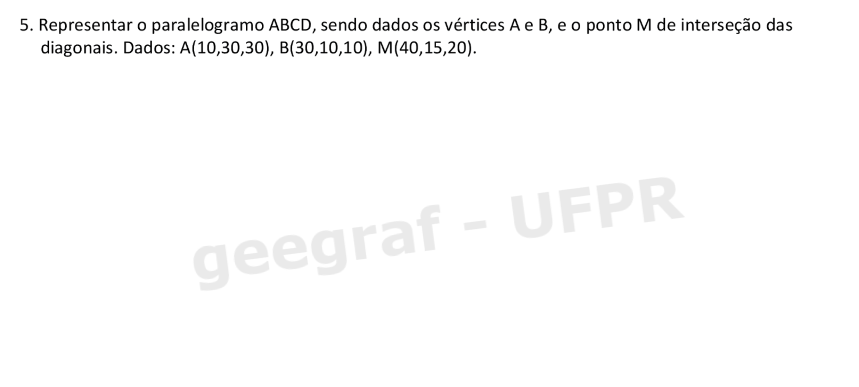 5. Representar o paralelogramo ABCD, sendo dados os vértices A e B, e o ponto M de interseção das
diagonais. Dados: A(10,30,30), B(30,10,10), M(40,15,20).
geegraf - UFPR